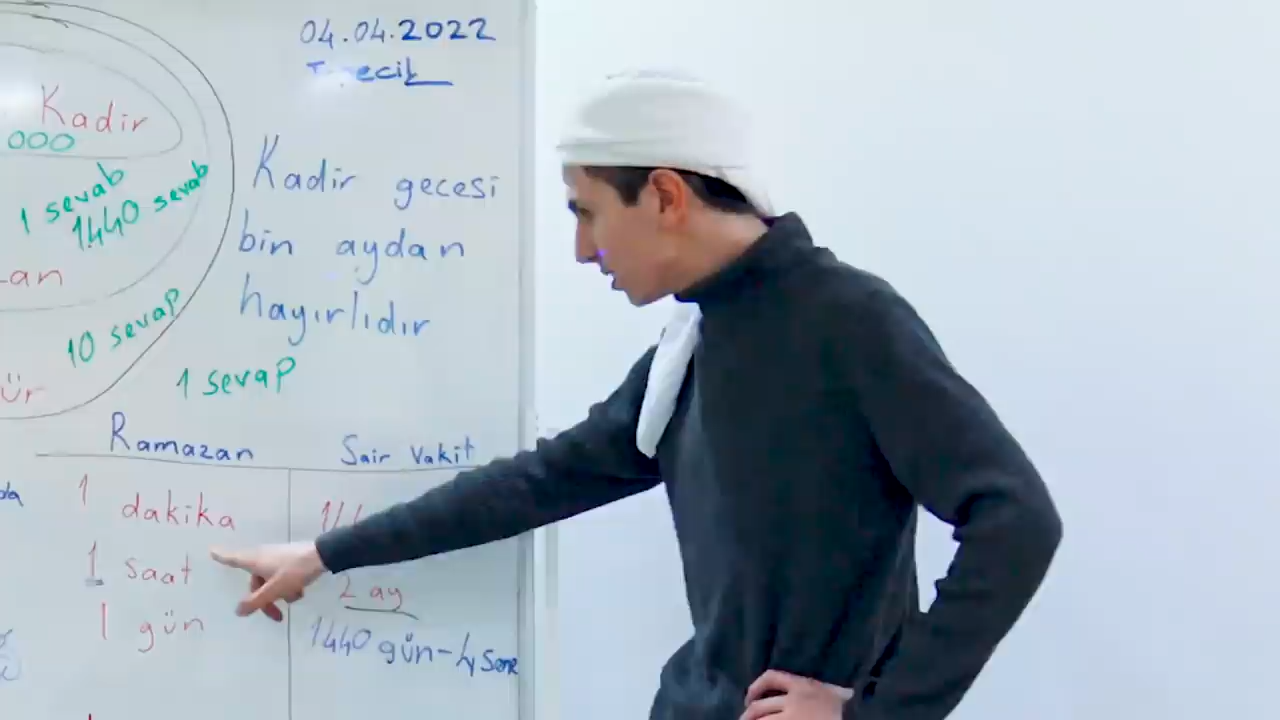 04.04.2022
Kadir
000
1 sevab
1440 sevab
10 sevap
1 sevap
Kadir gecesi
bin aydan
hayırlıdır
Ramazan
Sair vakit
1 dakika
1 saat
2 ay
1 gün
1440 gün - 4 sene